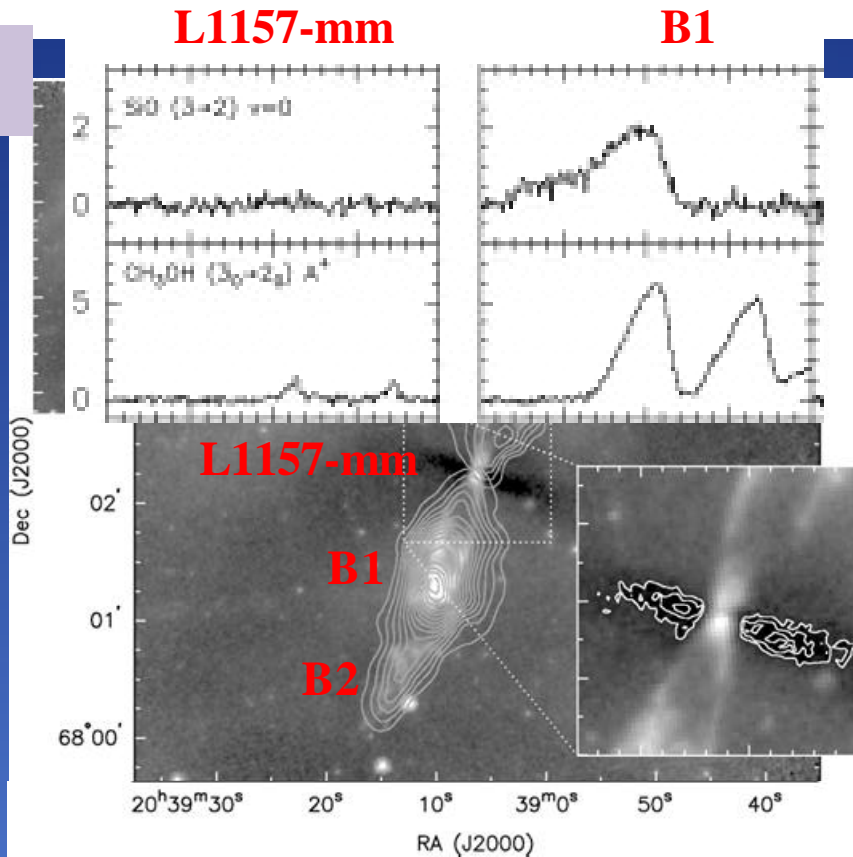 L1157-mm B1
SiO (3→2) v=0
2
0
CH₃OH (3₀→2₀) A⁺
5
0
L1157-mm
02'
B1
01'
B2
68°00'
Dec (J2000)
20ʰ39ᵐ30ˢ 20ˢ 10ˢ 39ᵐ0ˢ 50ˢ 40ˢ
RA (J2000)